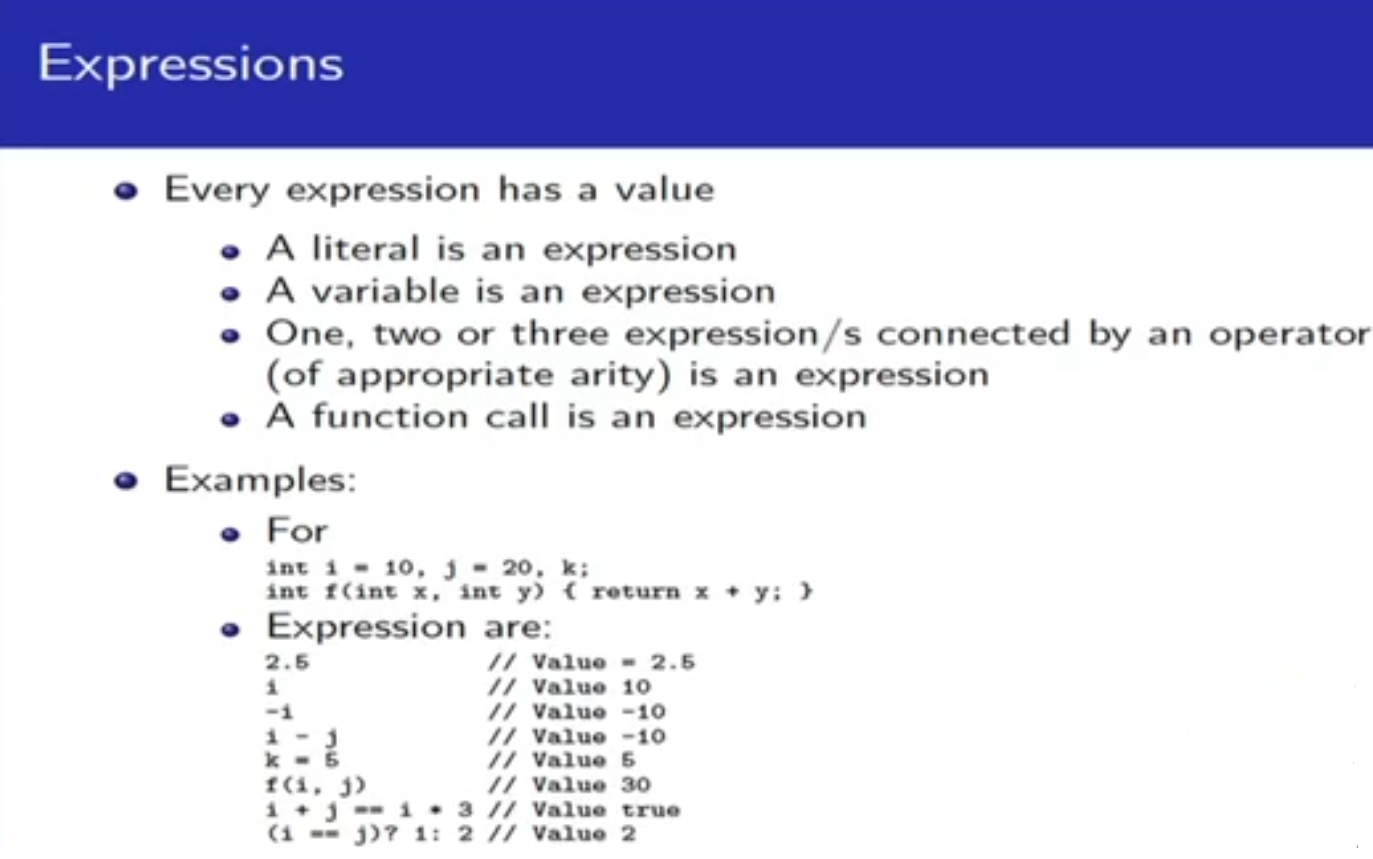 Expressions
Every expression has a value
A literal is an expression
A variable is an expression
One, two or three expression/s connected by an operator
(of appropriate arity) is an expression
A function call is an expression
Examples:
For
int i = 10, j = 20, k;
int f(int x, int y) { return x + y; }
Expression are:
2.5 // Value = 2.5
i // Value 10
-i // Value -10
i - j // Value -10
k = 5 // Value 5
f(i, j) // Value 30
i + j == i * 3 // Value true
(i == j)? 1: 2 // Value 2